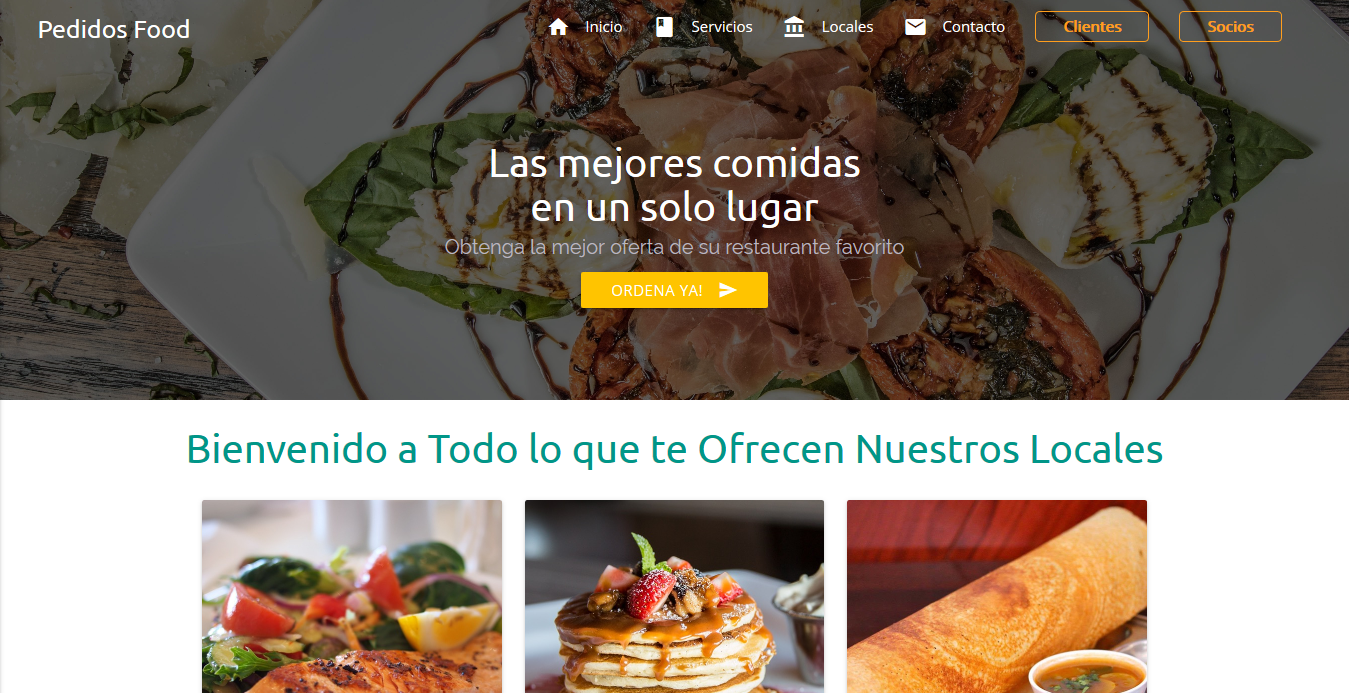 Pedidos Food
Inicio
Servicios
Locales
Contacto
Clientes
Socios
Las mejores comidas
en un solo lugar
Obtenga la mejor oferta de su restaurante favorito
ORDENA YA!
Bienvenido a Todo lo que te Ofrecen Nuestros Locales